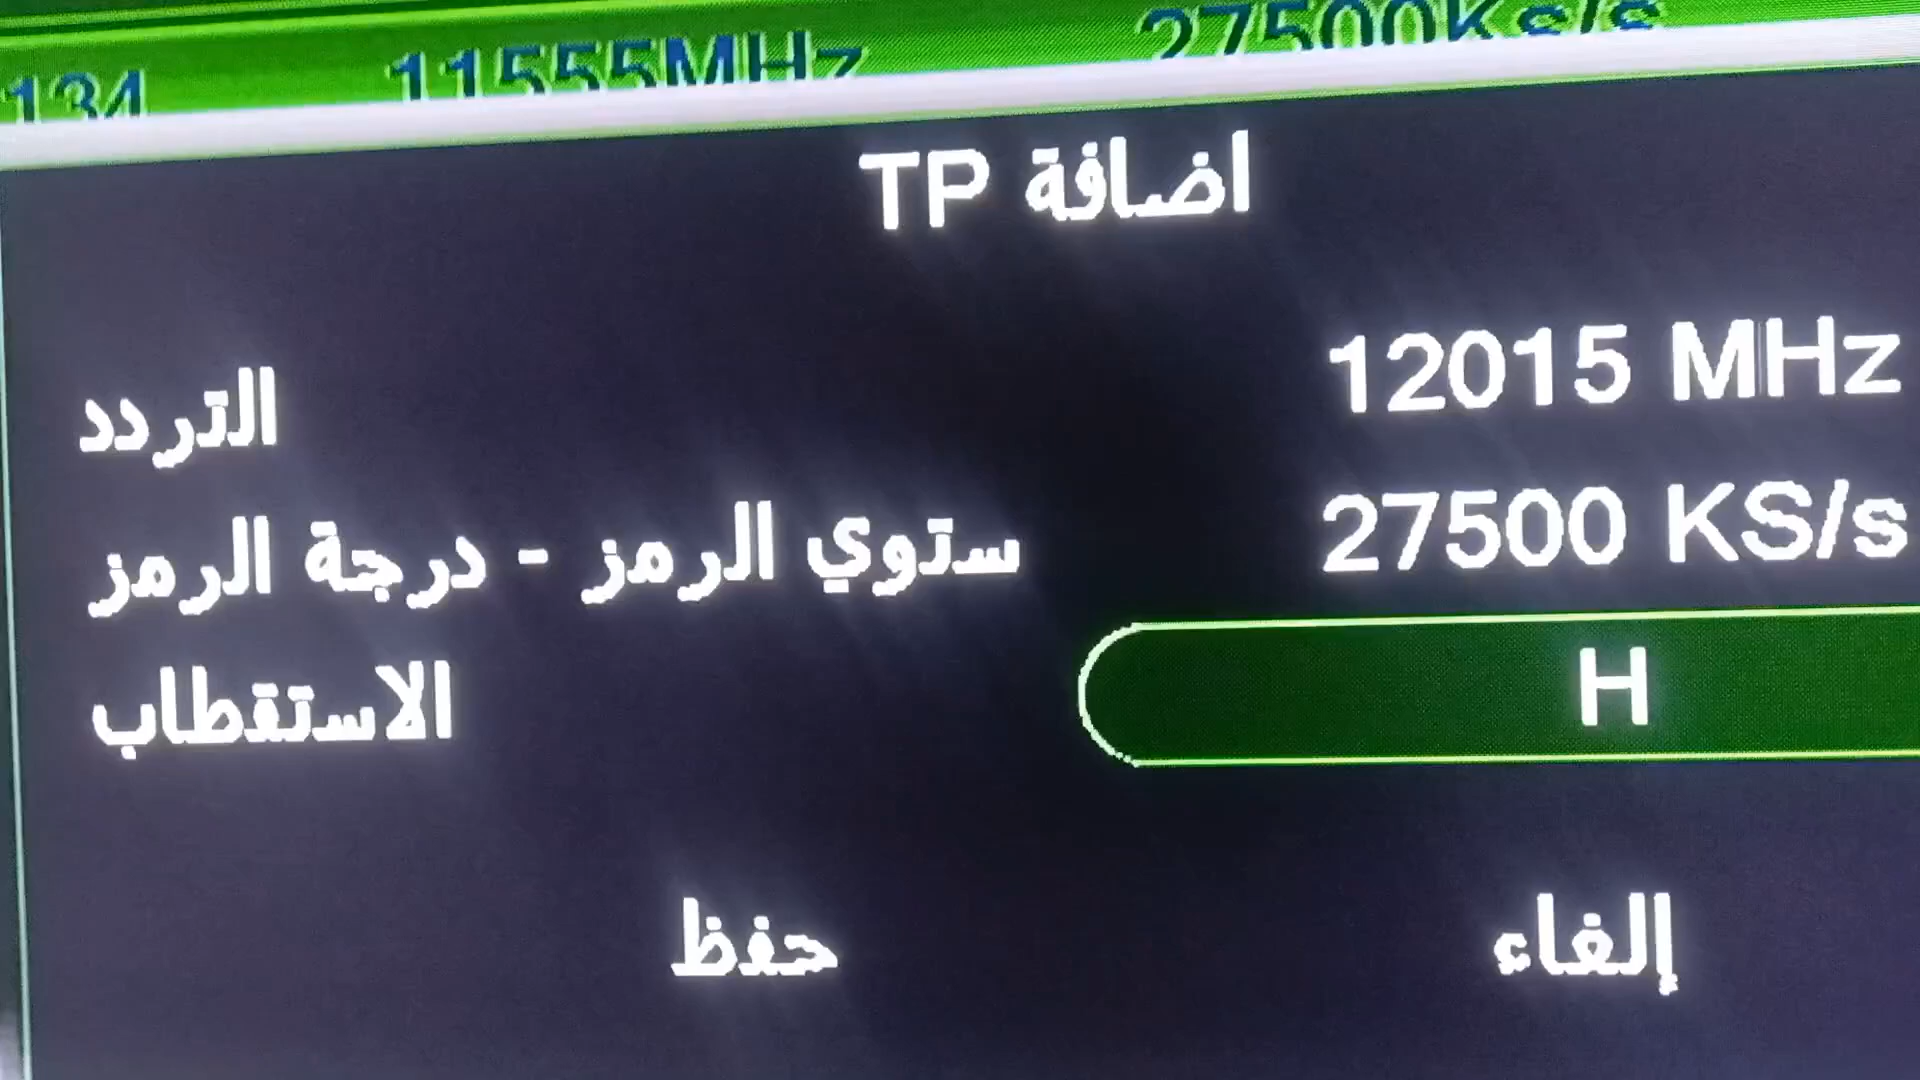 134 11555MHz 27500Ks/s
اضافة TP
التردد 12015 MHz
ستوي الرمز - درجة الرمز 27500 KS/s
الاستقطاب H
حفظ إلغاء